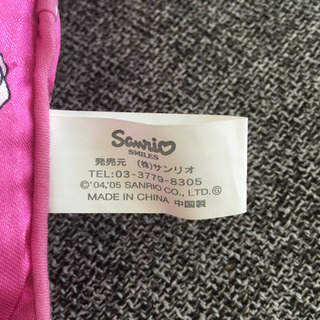 Sanrio
SMILES
発売元 (株)サンリオ
TEL:03-3779-8305
©'04,'05 SANRIO CO., LTD.Ⓖ
MADE IN CHINA 中国製